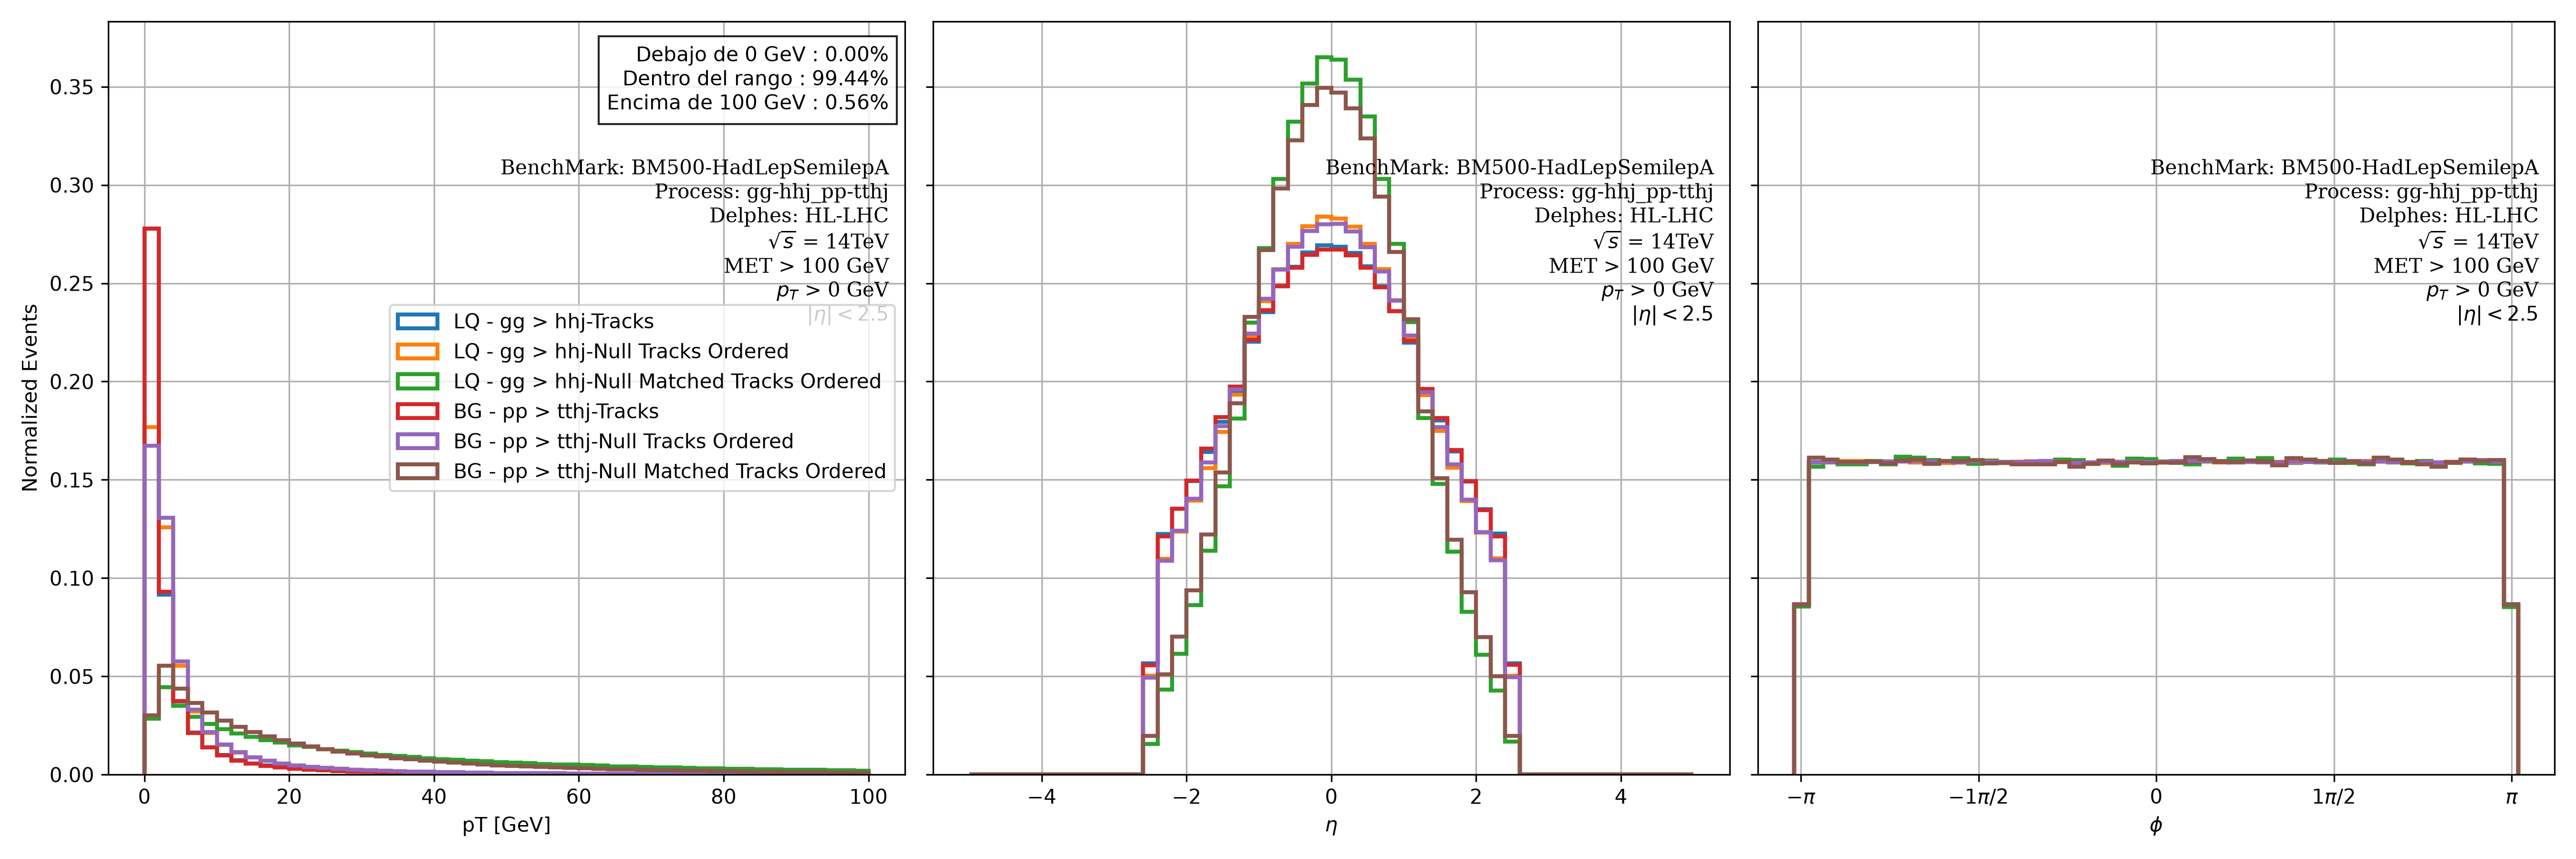 Debajo de 0 GeV : 0.00%
Dentro del rango : 99.44%
Encima de 100 GeV : 0.56%
BenchMark: BM500-HadLepSemilepA
Process: gg-hhj_pp-tthj
Delphes: HL-LHC
√s = 14TeV
MET > 100 GeV
p_T > 0 GeV
|η| < 2.5
LQ - gg > hhj-Tracks
LQ - gg > hhj-Null Tracks Ordered
LQ - gg > hhj-Null Matched Tracks Ordered
BG - pp > tthj-Tracks
BG - pp > tthj-Null Tracks Ordered
BG - pp > tthj-Null Matched Tracks Ordered
Normalized Events
0.35
0.30
0.25
0.20
0.15
0.10
0.05
0.00
0 20 40 60 80 100
pT [GeV]
BenchMark: BM500-HadLepSemilepA
Process: gg-hhj_pp-tthj
Delphes: HL-LHC
√s = 14TeV
MET > 100 GeV
p_T > 0 GeV
|η| < 2.5
−4 −2 0 2 4
η
BenchMark: BM500-HadLepSemilepA
Process: gg-hhj_pp-tthj
Delphes: HL-LHC
√s = 14TeV
MET > 100 GeV
p_T > 0 GeV
|η| < 2.5
−π −1π/2 0 1π/2 π
ϕ